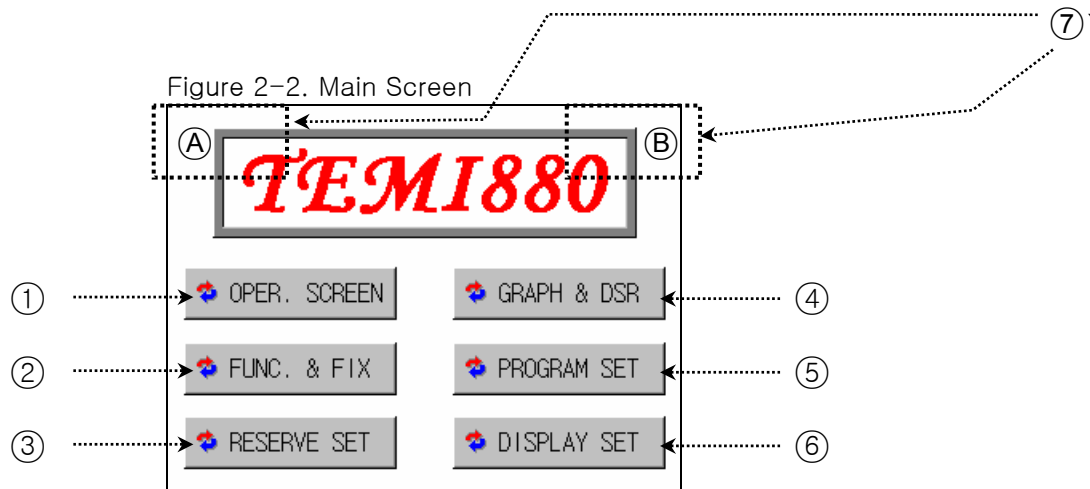 ⑦
Figure 2-2. Main Screen
Ⓐ Ⓑ
TEMI880
① OPER. SCREEN GRAPH & DSR ④
② FUNC. & FIX PROGRAM SET ⑤
③ RESERVE SET DISPLAY SET ⑥